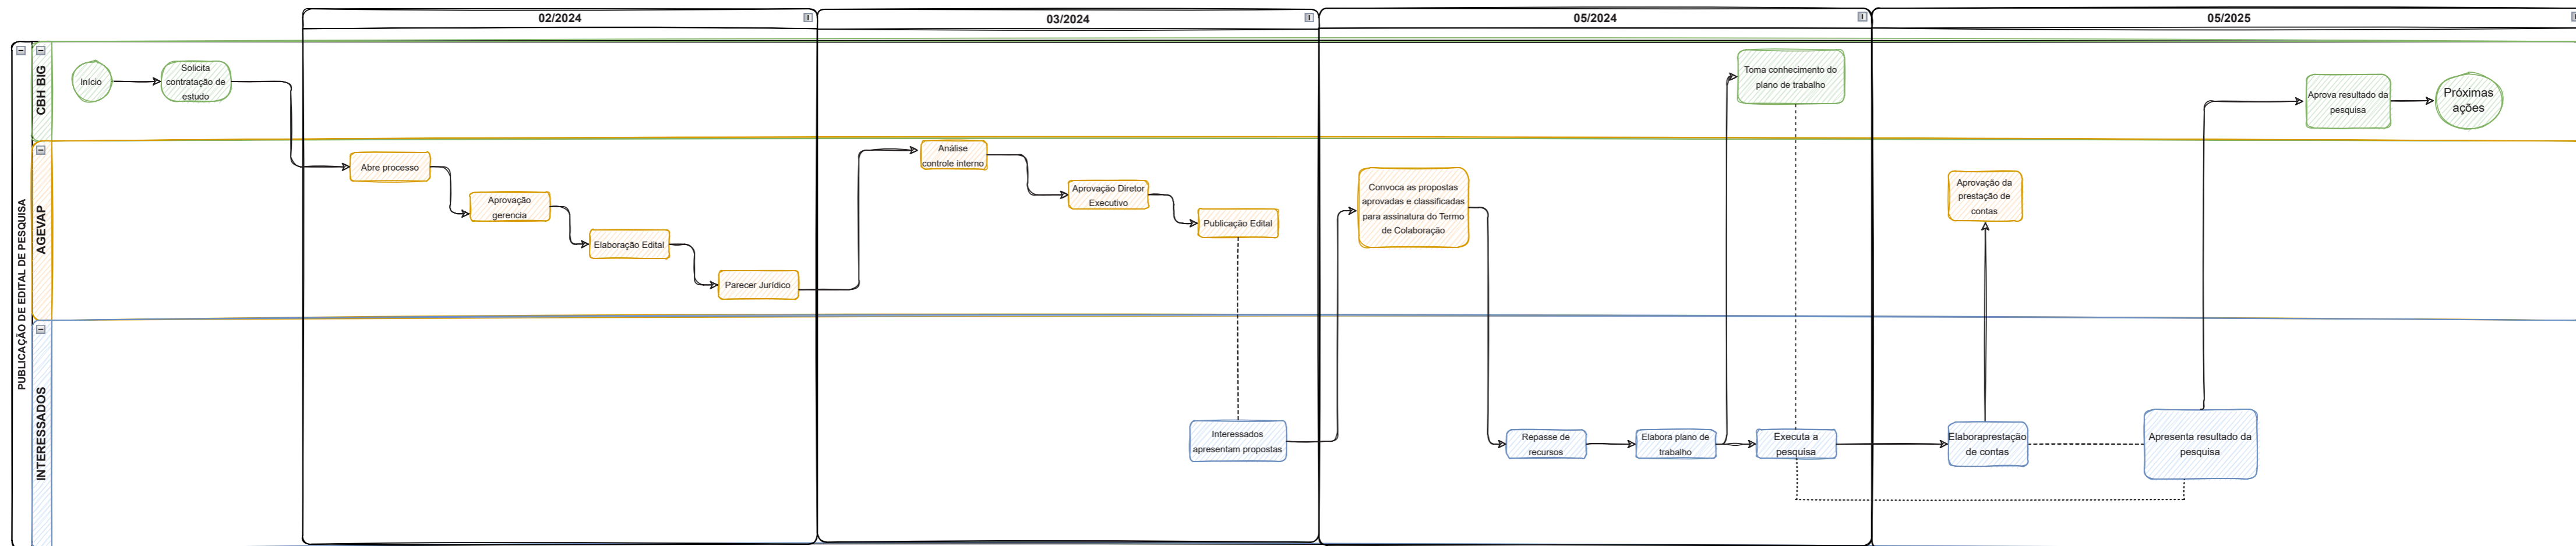 02/2024
03/2024
05/2024
05/2025
PUBLICAÇÃO DE EDITAL DE PESQUISA
CBH BIG
Início
Solicita
contratação de
estudo
Toma conhecimento do
plano de trabalho
Aprova resultado da
pesquisa
Próximas
ações
AGEVAP
Abre processo
Aprovação
gerencia
Elaboração Edital
Parecer Jurídico
Análise
controle interno
Aprovação Diretor
Executivo
Publicação Edital
Convoca as propostas
aprovadas e classificadas
para assinatura do Termo
de Colaboração
Aprovação da
prestação de
contas
INTERESSADOS
Interessados
apresentam propostas
Repasse de
recursos
Elabora plano de
trabalho
Executa a
pesquisa
Elaboraprestação
de contas
Apresenta resultado da
pesquisa